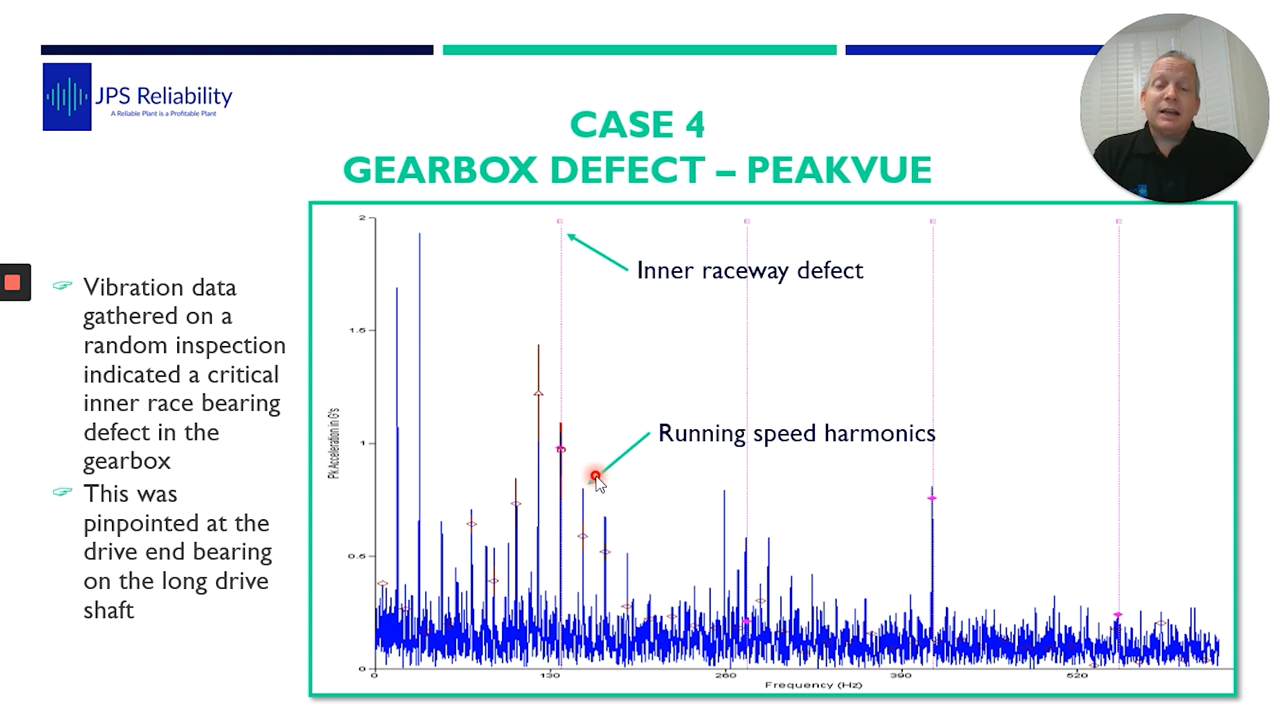 JPS Reliability
A Reliable Plant is a Profitable Plant
CASE 4
GEARBOX DEFECT – PEAKVUE
Vibration data
gathered on a
random inspection
indicated a critical
inner race bearing
defect in the
gearbox
This was
pinpointed at the
drive end bearing
on the long drive
shaft
E E E E
Inner raceway defect
Running speed harmonics
Pk Acceleration in G's
2
1.5
1
0.5
0
0 130 260 390 520
Frequency (Hz)